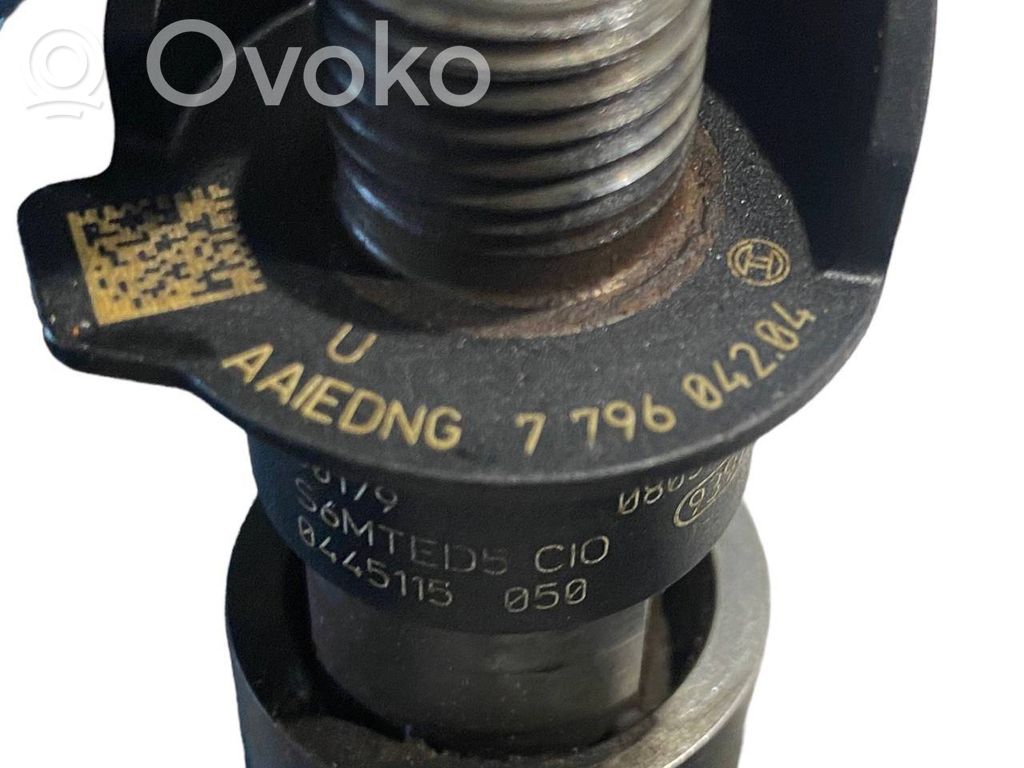 Ovoko
U
AAIEDNG 7 796 042.04
S6MTED5 CIO
0445115 050